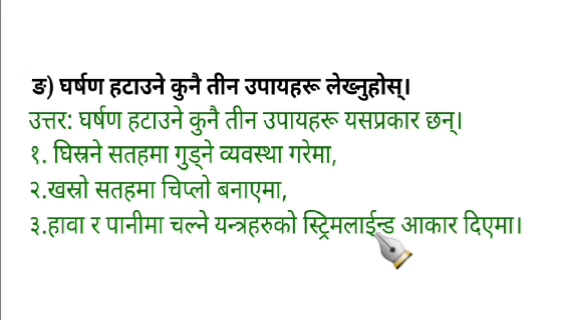 ङ) घर्षण हटाउने कुनै तीन उपायहरू लेख्नुहोस्।
उत्तर: घर्षण हटाउने कुनै तीन उपायहरू यसप्रकार छन्।
१. घिस्रने सतहमा गुड्ने व्यवस्था गरेमा,
२.खस्रो सतहमा चिप्लो बनाएमा,
३.हावा र पानीमा चल्ने यन्त्रहरुको स्ट्रिमलाईन्ड आकार दिएमा।